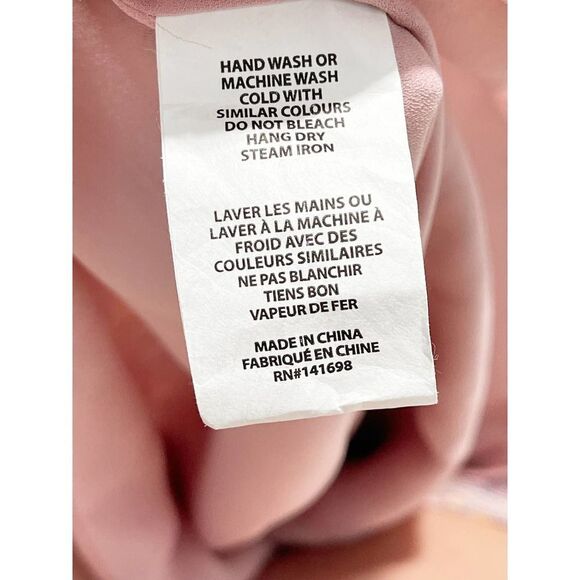 HAND WASH OR
MACHINE WASH
COLD WITH
SIMILAR COLOURS
DO NOT BLEACH
HANG DRY
STEAM IRON
LAVER LES MAINS OU
LAVER À LA MACHINE À
FROID AVEC DES
COULEURS SIMILAIRES
NE PAS BLANCHIR
TIENS BON
VAPEUR DE FER
MADE IN CHINA
FABRIQUÉ EN CHINE
RN#141698